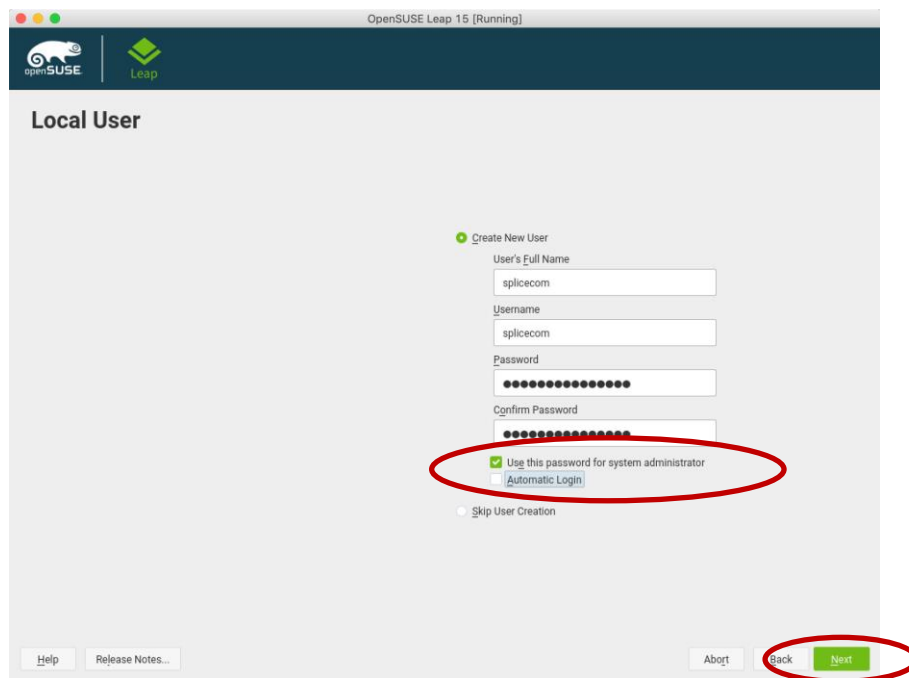 OpenSUSE Leap 15 [Running]
openSUSE
Leap
Local User
Create New User
User's Full Name
splicecom
Username
splicecom
Password
●●●●●●●●●●●●●●●
Confirm Password
●●●●●●●●●●●●●●●
Use this password for system administrator
Automatic Login
Skip User Creation
Help Release Notes... Abort Back Next